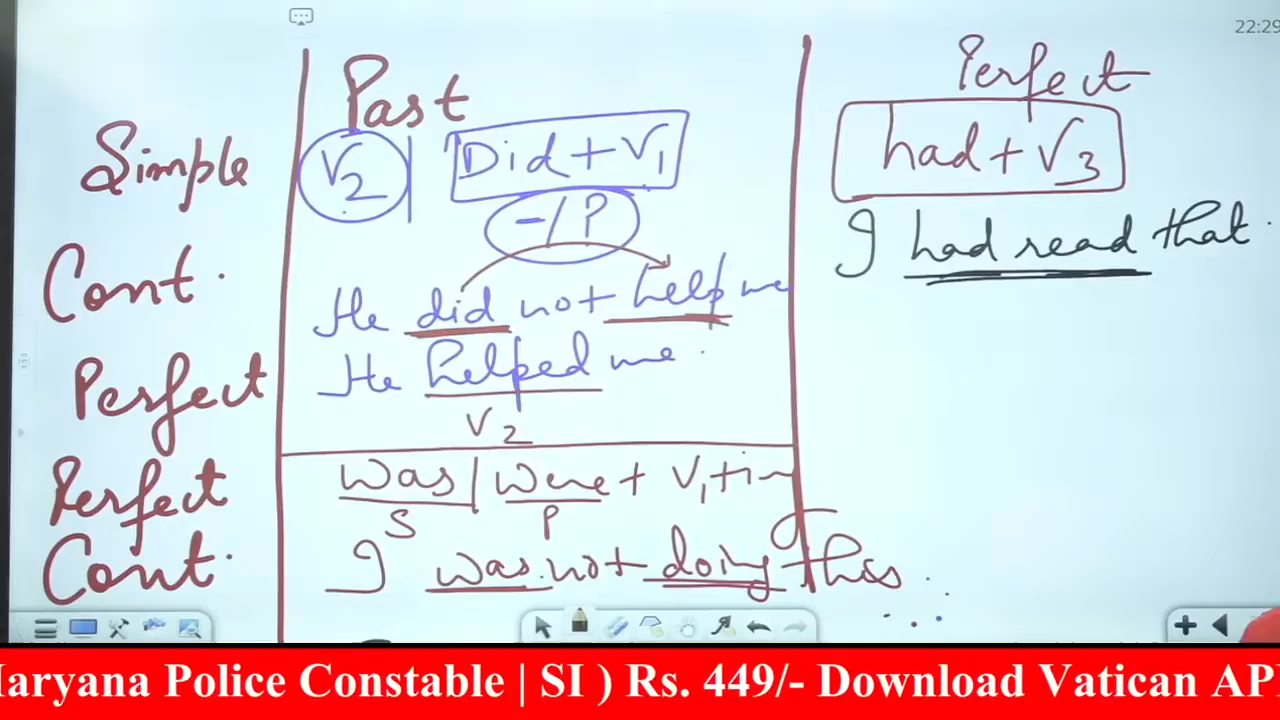 22:29
Simple
Cont.
Perfect
Perfect
Cont.
Past
V2 | Did + V1
-/P
He did not help me
He helped me.
V2
Was / Were + V1 + ing
S P
I was not doing this.
Perfect
had + V3
I had read that.
Haryana Police Constable | SI ) Rs. 449/- Download Vatican AP